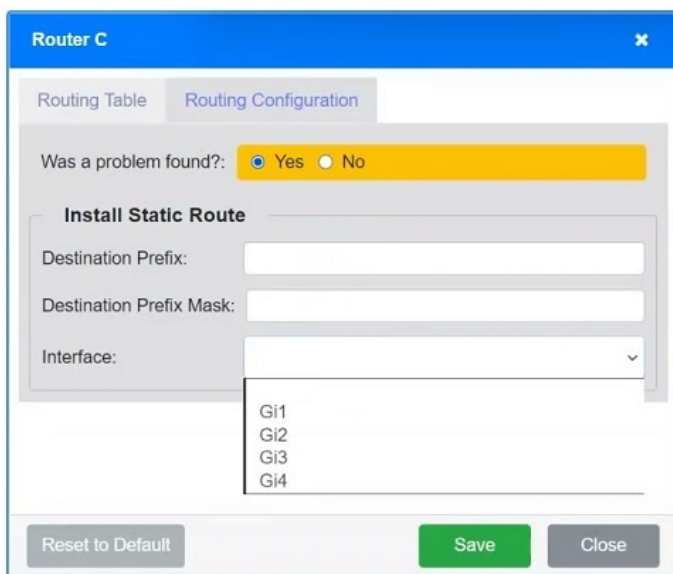 Router C
Routing Table Routing Configuration
Was a problem found?: Yes No
Install Static Route
Destination Prefix:
Destination Prefix Mask:
Interface:
Gi1
Gi2
Gi3
Gi4
Reset to Default Save Close